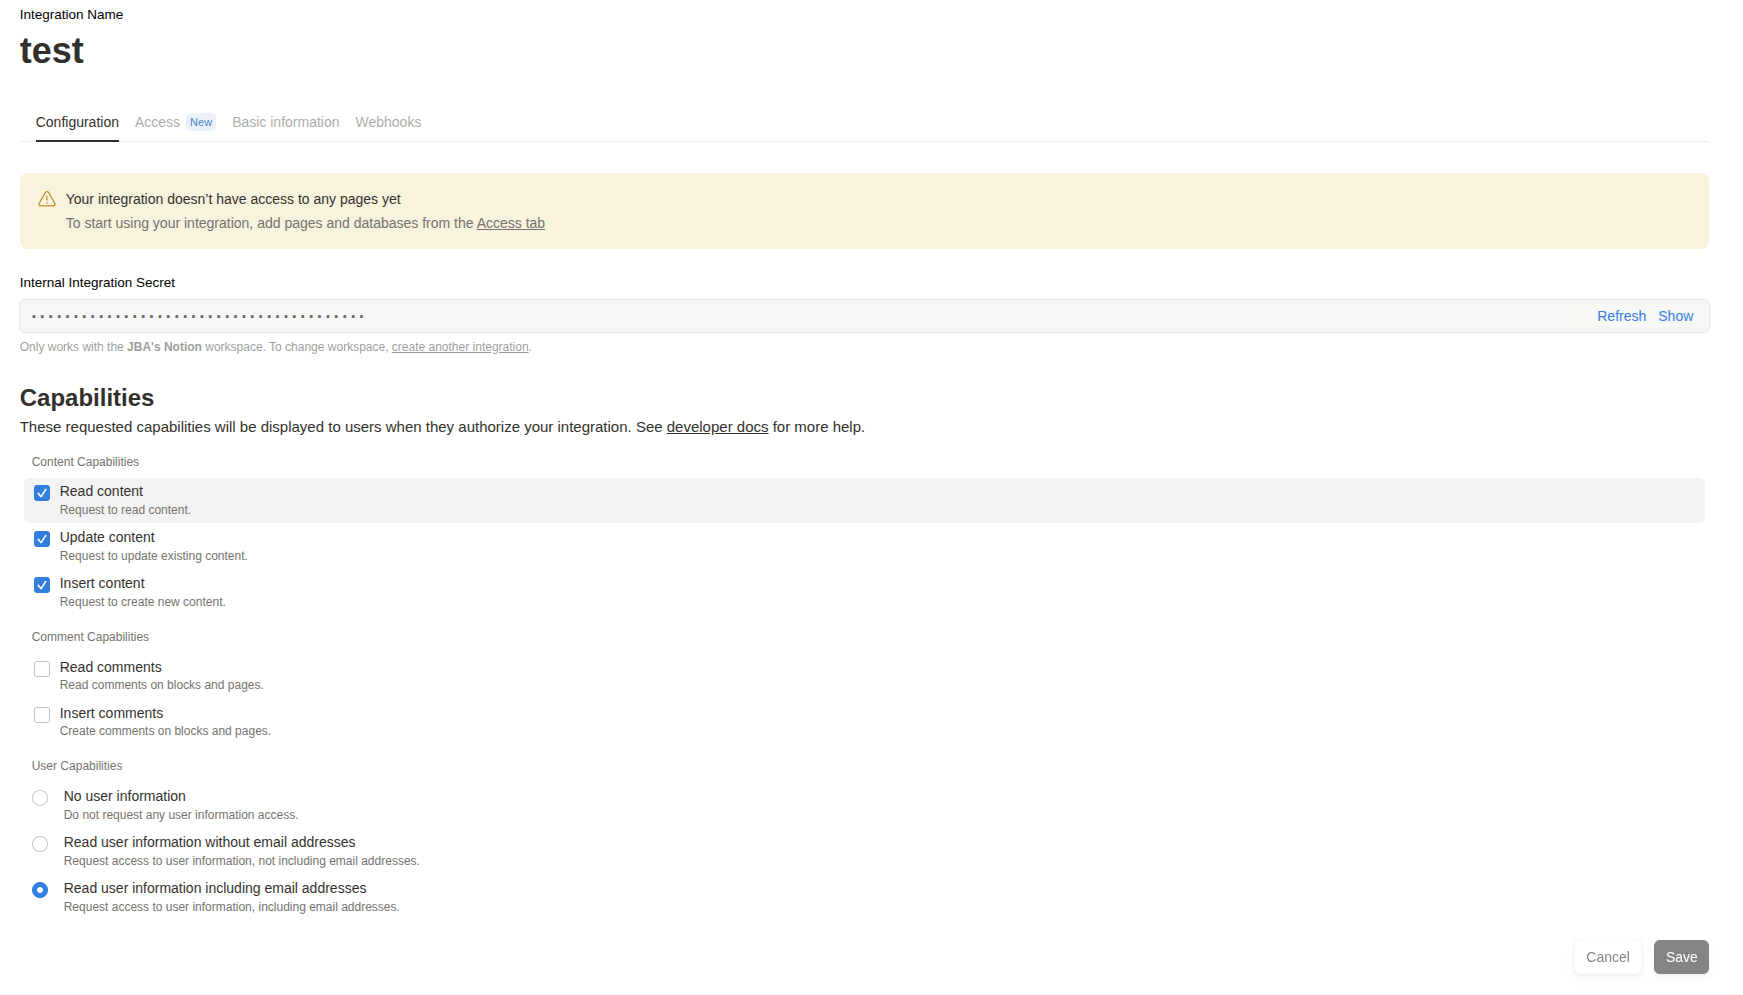 Integration Name
test
Configuration Access New Basic information Webhooks
Your integration doesn’t have access to any pages yet
To start using your integration, add pages and databases from the Access tab
Internal Integration Secret
••••••••••••••••••••••••••••••••••••••••
Refresh Show
Only works with the JBA's Notion workspace. To change workspace, create another integration.
Capabilities
These requested capabilities will be displayed to users when they authorize your integration. See developer docs for more help.
Content Capabilities
Read content
Request to read content.
Update content
Request to update existing content.
Insert content
Request to create new content.
Comment Capabilities
Read comments
Read comments on blocks and pages.
Insert comments
Create comments on blocks and pages.
User Capabilities
No user information
Do not request any user information access.
Read user information without email addresses
Request access to user information, not including email addresses.
Read user information including email addresses
Request access to user information, including email addresses.
Cancel Save